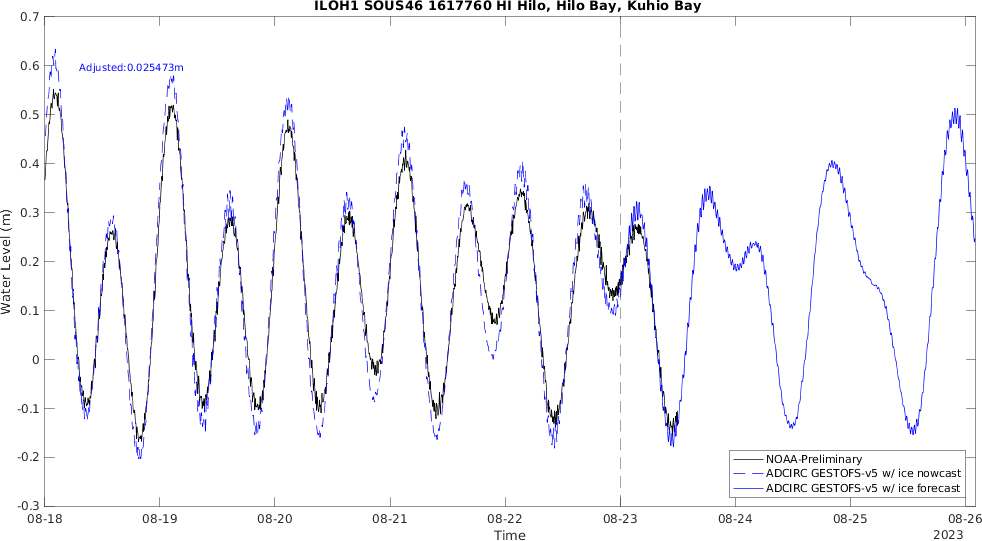 ILOH1 SOUS46 1617760 HI Hilo, Hilo Bay, Kuhio Bay
Adjusted:0.025473m
Water Level (m)
0.7
0.6
0.5
0.4
0.3
0.2
0.1
0
-0.1
-0.2
-0.3
NOAA-Preliminary
ADCIRC GESTOFS-v5 w/ ice nowcast
ADCIRC GESTOFS-v5 w/ ice forecast
08-18 08-19 08-20 08-21 08-22 08-23 08-24 08-25 08-26
Time
2023